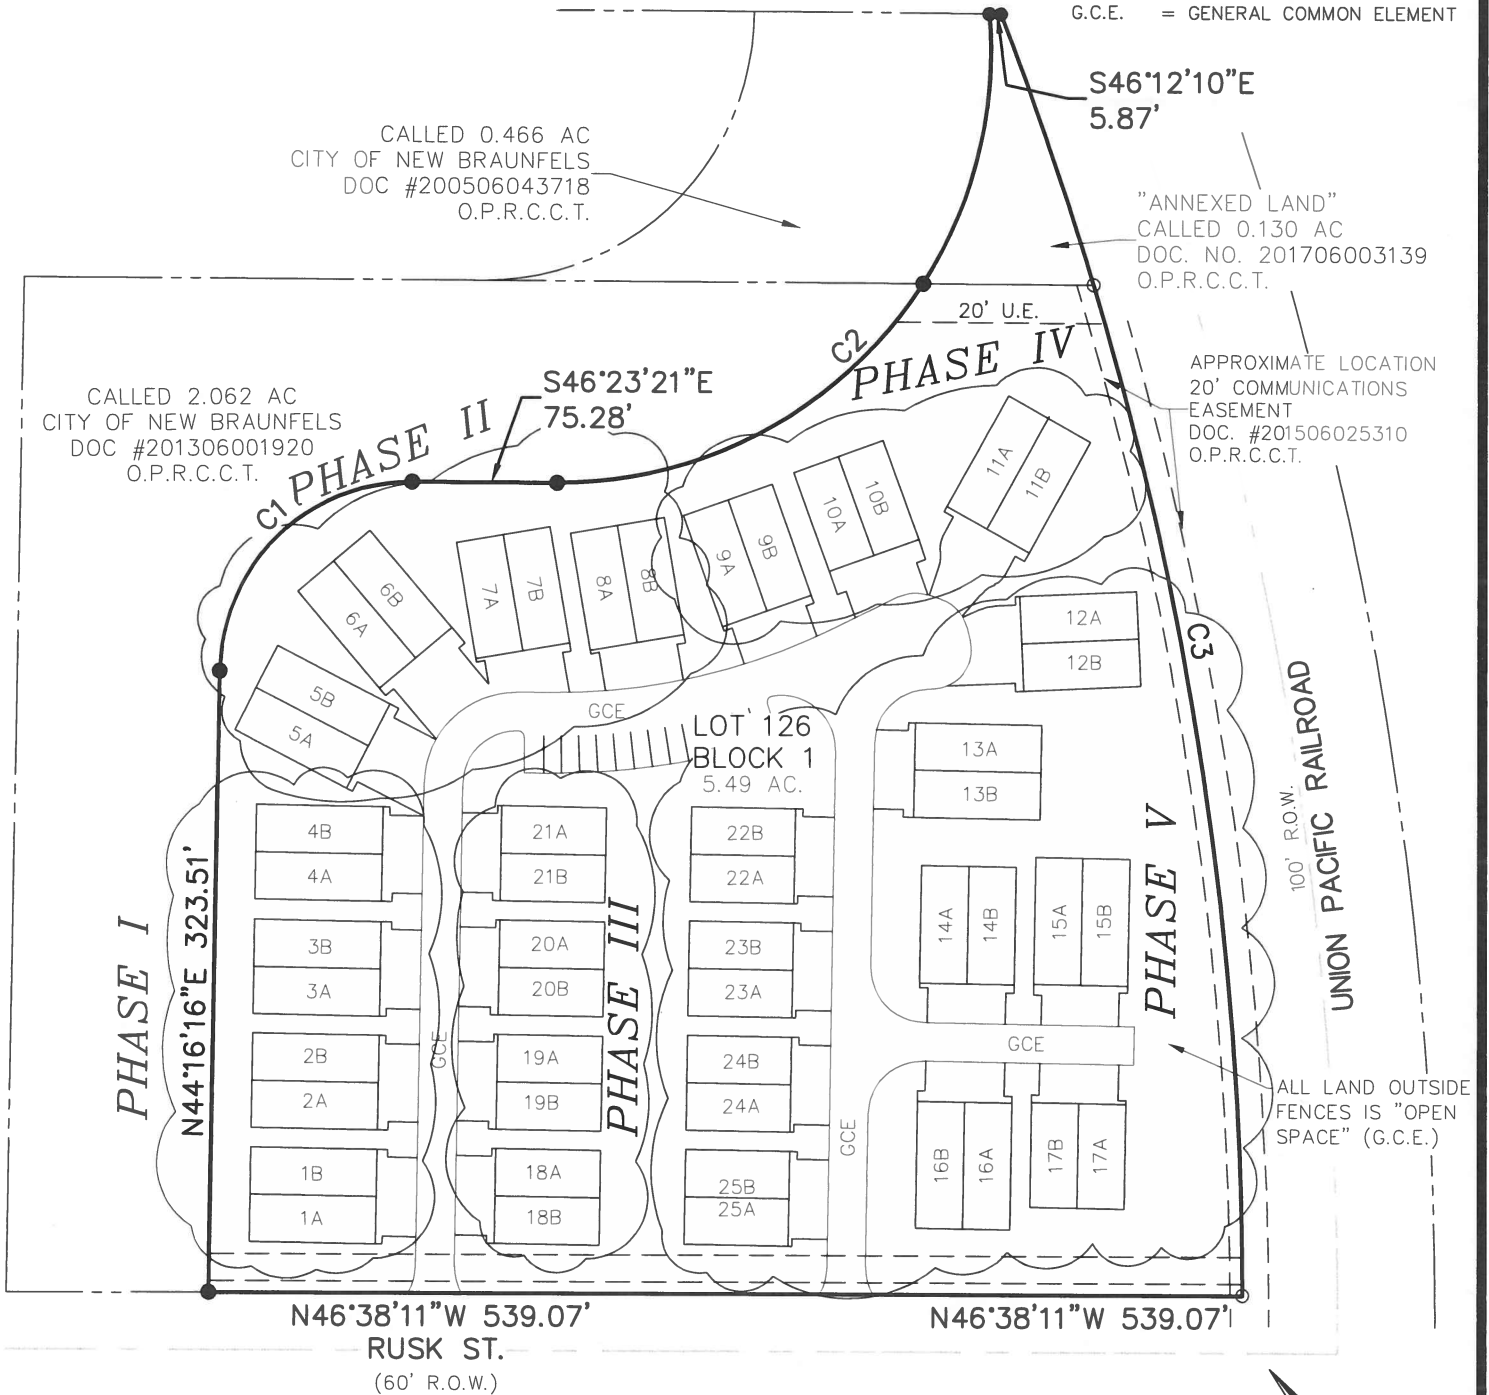 G.C.E. = GENERAL COMMON ELEMENT
S46°12'10"E
5.87'
CALLED 0.466 AC
CITY OF NEW BRAUNFELS
DOC #200506043718
O.P.R.C.C.T.
"ANNEXED LAND"
CALLED 0.130 AC
DOC. NO. 201706003139
O.P.R.C.C.T.
20' U.E.
C2
PHASE IV
APPROXIMATE LOCATION
20' COMMUNICATIONS
EASEMENT
DOC. #201506025310
O.P.R.C.C.T.
S46°23'21"E
75.28'
CALLED 2.062 AC
CITY OF NEW BRAUNFELS
DOC #201306001920
O.P.R.C.C.T.
PHASE II
C1
11A
11B
10A
10B
9A
9B
8A
8B
7A
7B
6B
6A
5B
5A
12A
12B
C3
GCE
LOT 126
BLOCK 1
5.49 AC.
13A
13B
UNION PACIFIC RAILROAD
100' R.O.W.
4B
4A
21A
21B
22B
22A
14A
14B
15A
15B
PHASE V
N44°16'16"E 323.51'
PHASE I
3B
3A
20A
20B
PHASE III
23B
23A
2B
2A
GCE
19A
19B
24B
24A
GCE
GCE
ALL LAND OUTSIDE
FENCES IS "OPEN
SPACE" (G.C.E.)
1B
1A
18A
18B
25B
25A
16B
16A
17B
17A
N46°38'11"W 539.07'
N46°38'11"W 539.07'
RUSK ST.
(60' R.O.W.)